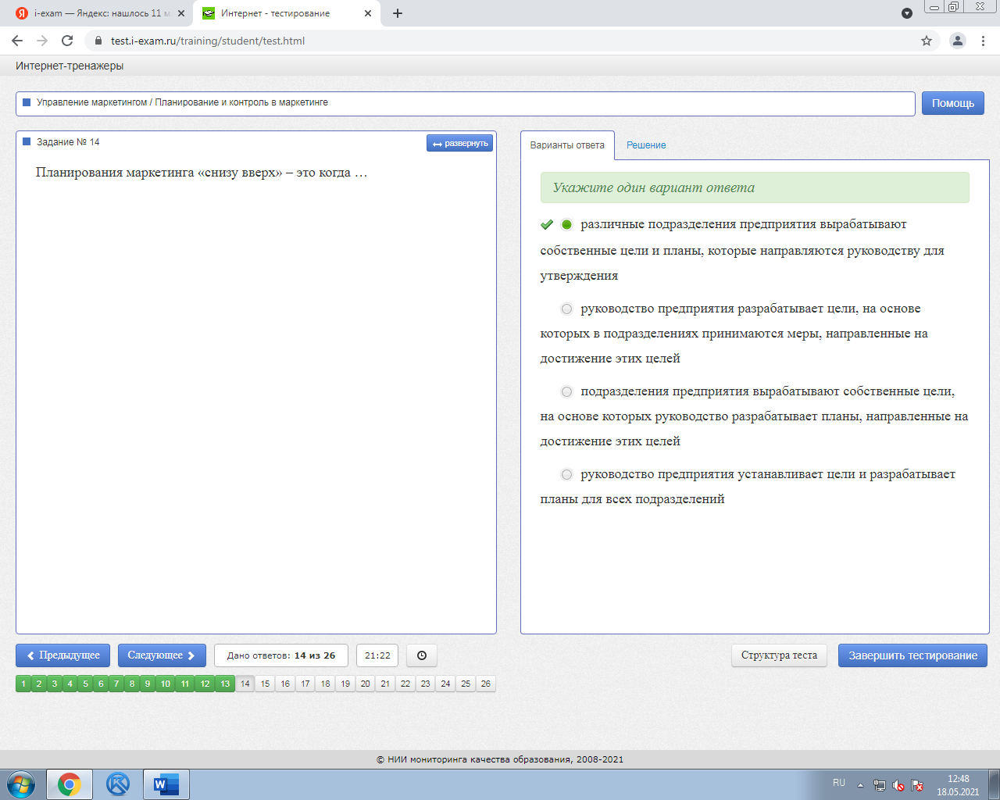 i-exam — Яндекс: нашлось 11 м
Интернет - тестирование
test.i-exam.ru/training/student/test.html
Интернет-тренажеры
Управление маркетингом / Планирование и контроль в маркетинге
Помощь
Задание № 14
развернуть
Планирования маркетинга «снизу вверх» – это когда …
Варианты ответа
Решение
Укажите один вариант ответа
различные подразделения предприятия вырабатывают
собственные цели и планы, которые направляются руководству для
утверждения
руководство предприятия разрабатывает цели, на основе
которых в подразделениях принимаются меры, направленные на
достижение этих целей
подразделения предприятия вырабатывают собственные цели,
на основе которых руководство разрабатывает планы, направленные на
достижение этих целей
руководство предприятия устанавливает цели и разрабатывает
планы для всех подразделений
Предыдущее
Следующее
Дано ответов: 14 из 26
21:22
Структура теста
Завершить тестирование
1 2 3 4 5 6 7 8 9 10 11 12 13 14 15 16 17 18 19 20 21 22 23 24 25 26
© НИИ мониторинга качества образования, 2008-2021
RU
12:48
18.05.2021